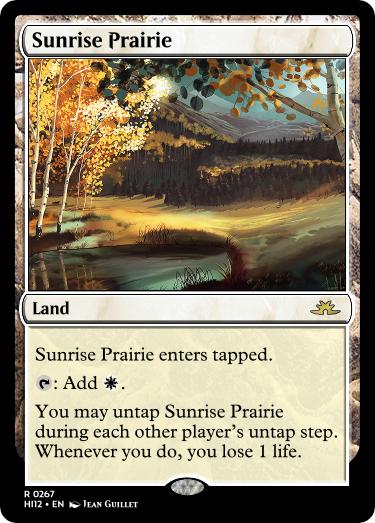 Sunrise Prairie
Land
Sunrise Prairie enters tapped.
: Add .
You may untap Sunrise Prairie
during each other player's untap step.
Whenever you do, you lose 1 life.
R 0267
HI12 • EN JEAN GUILLET